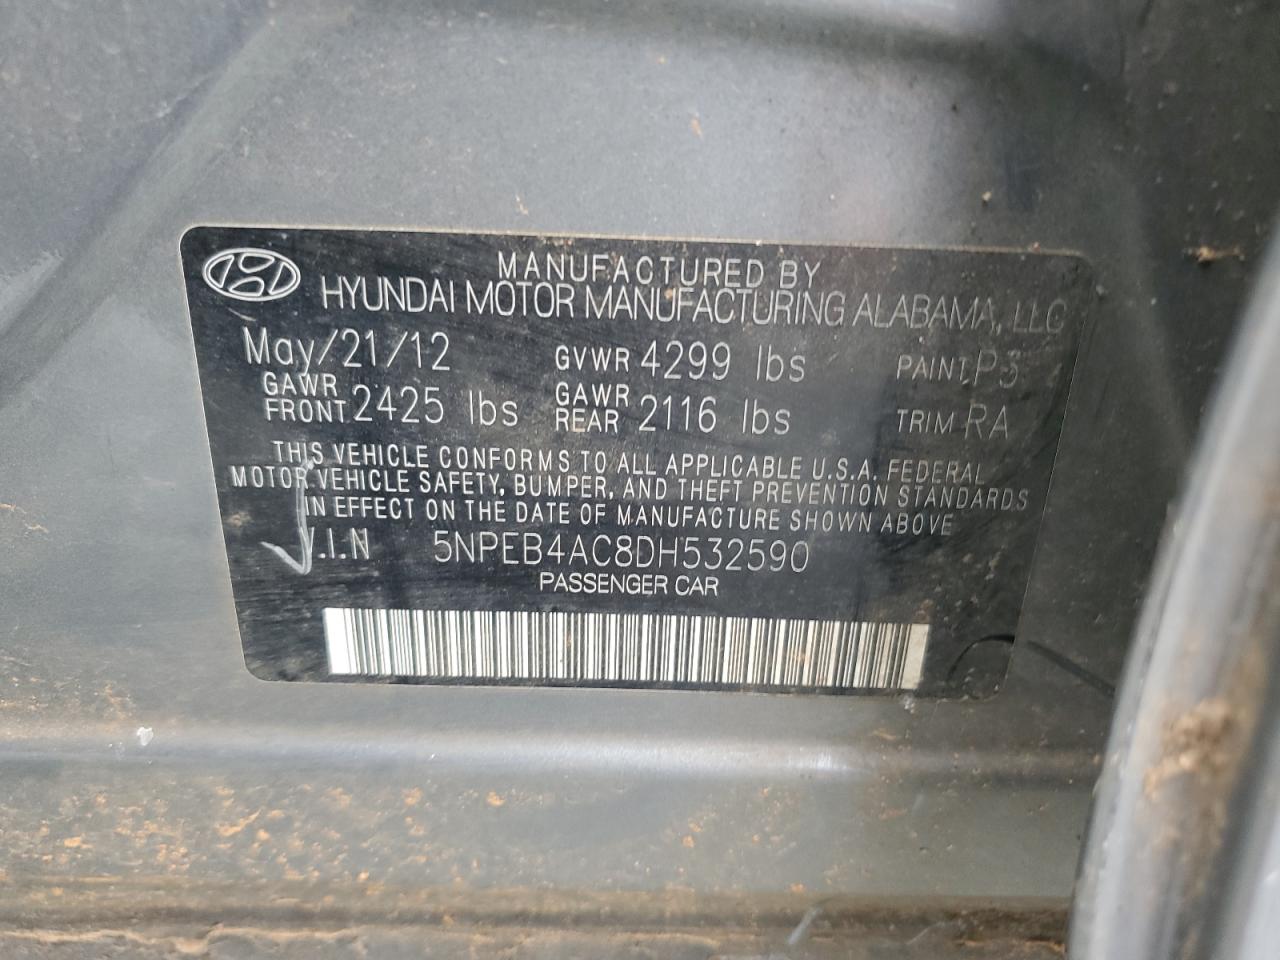 MANUFACTURED BY
HYUNDAI MOTOR MANUFACTURING ALABAMA, LLC
May/21/12 GVWR 4299 lbs PAINT P3
GAWR FRONT 2425 lbs GAWR REAR 2116 lbs TRIM RA
THIS VEHICLE CONFORMS TO ALL APPLICABLE U.S.A. FEDERAL
MOTOR VEHICLE SAFETY, BUMPER, AND THEFT PREVENTION STANDARDS
IN EFFECT ON THE DATE OF MANUFACTURE SHOWN ABOVE
V.I.N 5NPEB4AC8DH532590
PASSENGER CAR